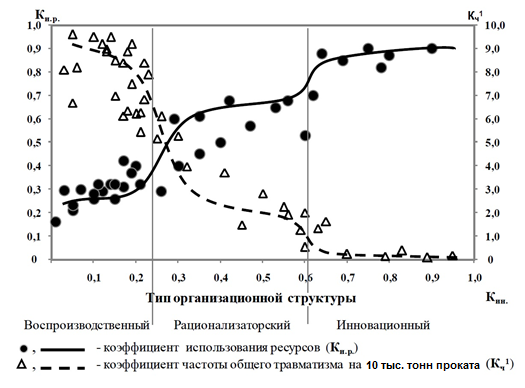 Кн.р.
Кч¹
1,0 10,0
0,9 9,0
0,8 8,0
0,7 7,0
0,6 6,0
0,5 5,0
0,4 4,0
0,3 3,0
0,2 2,0
0,1 1,0
0 0,0
0,1 0,2 0,3 0,4 0,5 0,6 0,7 0,8 0,9 1,0
Тип организационной структуры Кин.
Воспроизводственный Рационализаторский Инновационный
, - коэффициент использования ресурсов (Кн.р.)
, - коэффициент частоты общего травматизма на 10 тыс. тонн проката (Кч¹)